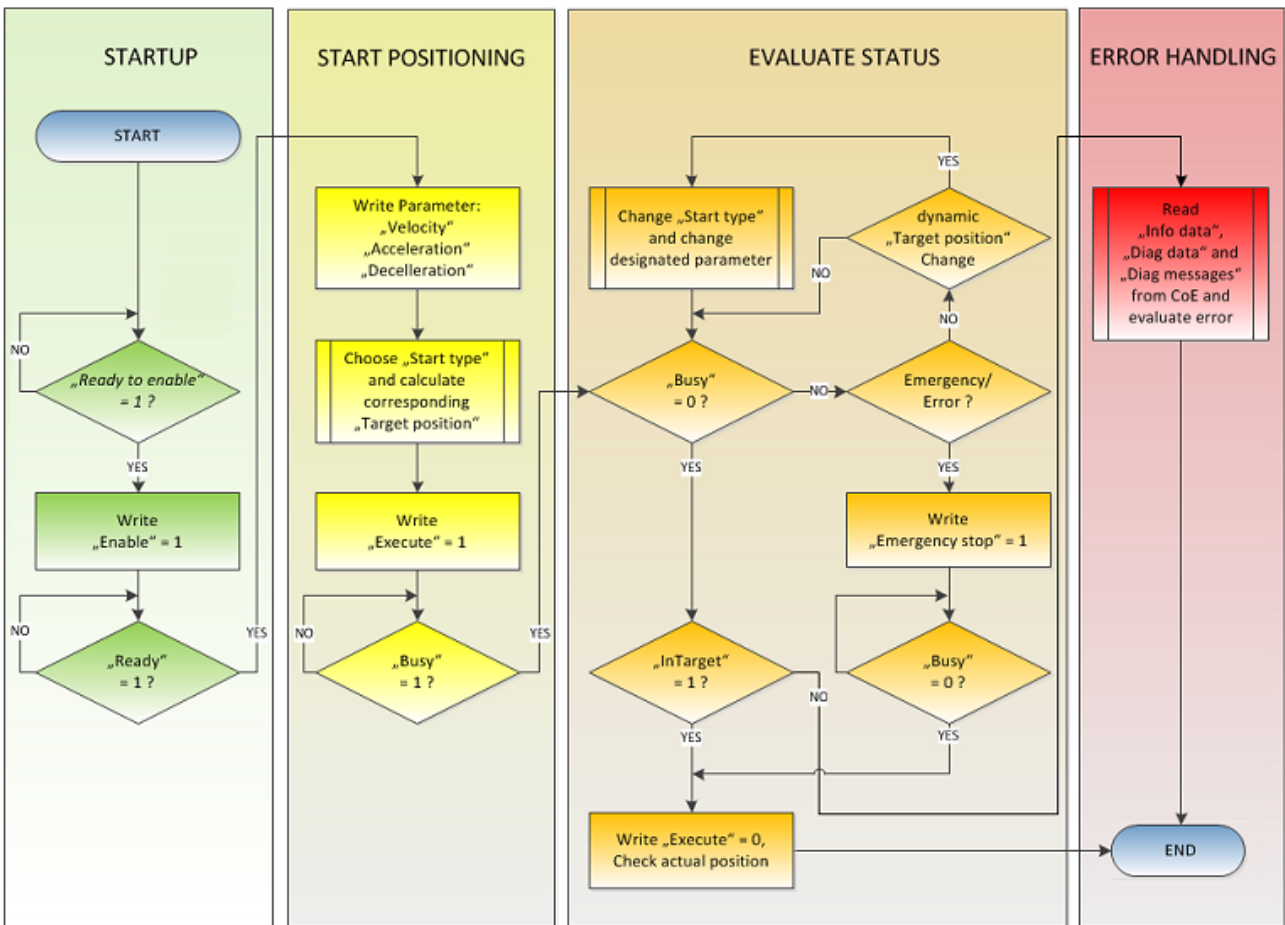 STARTUP
START
NO
„Ready to enable“
= 1 ?
YES
Write
„Enable“ = 1
NO
„Ready“
= 1 ?
YES
START POSITIONING
Write Parameter:
„Velocity“
„Acceleration“
„Decelleration“
Choose „Start type“
and calculate
corresponding
„Target position“
Write
„Execute“ = 1
NO
„Busy“
= 1 ?
YES
EVALUATE STATUS
YES
Change „Start type“
and change
designated parameter
dynamic
„Target position“
Change
NO
NO
„Busy“
= 0 ?
NO
Emergency/
Error ?
YES
YES
Write
„Emergency stop“ = 1
„InTarget“
= 1 ?
NO
„Busy“
= 0 ?
YES
YES
Write „Execute“ = 0,
Check actual position
ERROR HANDLING
Read
„Info data“,
„Diag data“ and
„Diag messages“
from CoE and
evaluate error
END